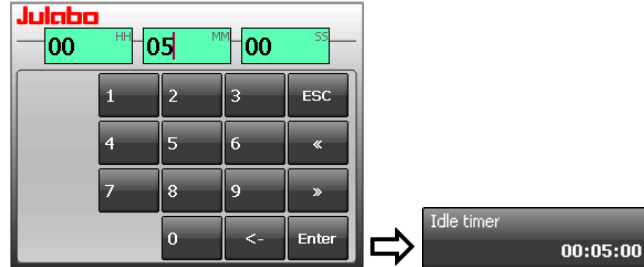 Julabo
00 HH 05 MM 00 SS
1 2 3 ESC
4 5 6 «
7 8 9 »
0 <- Enter
Idle timer
00:05:00